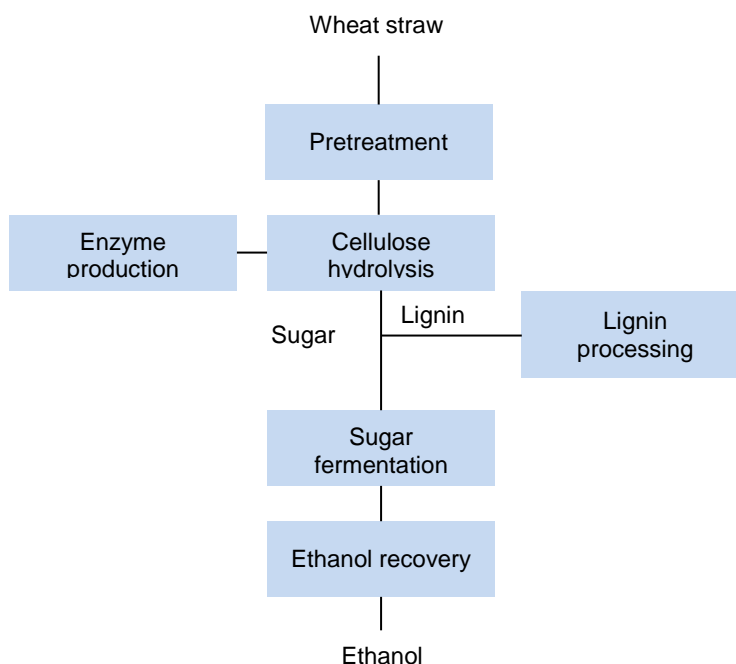 Wheat straw
Pretreatment
Enzyme
production
Cellulose
hydrolysis
Sugar
Lignin
Lignin
processing
Sugar
fermentation
Ethanol recovery
Ethanol